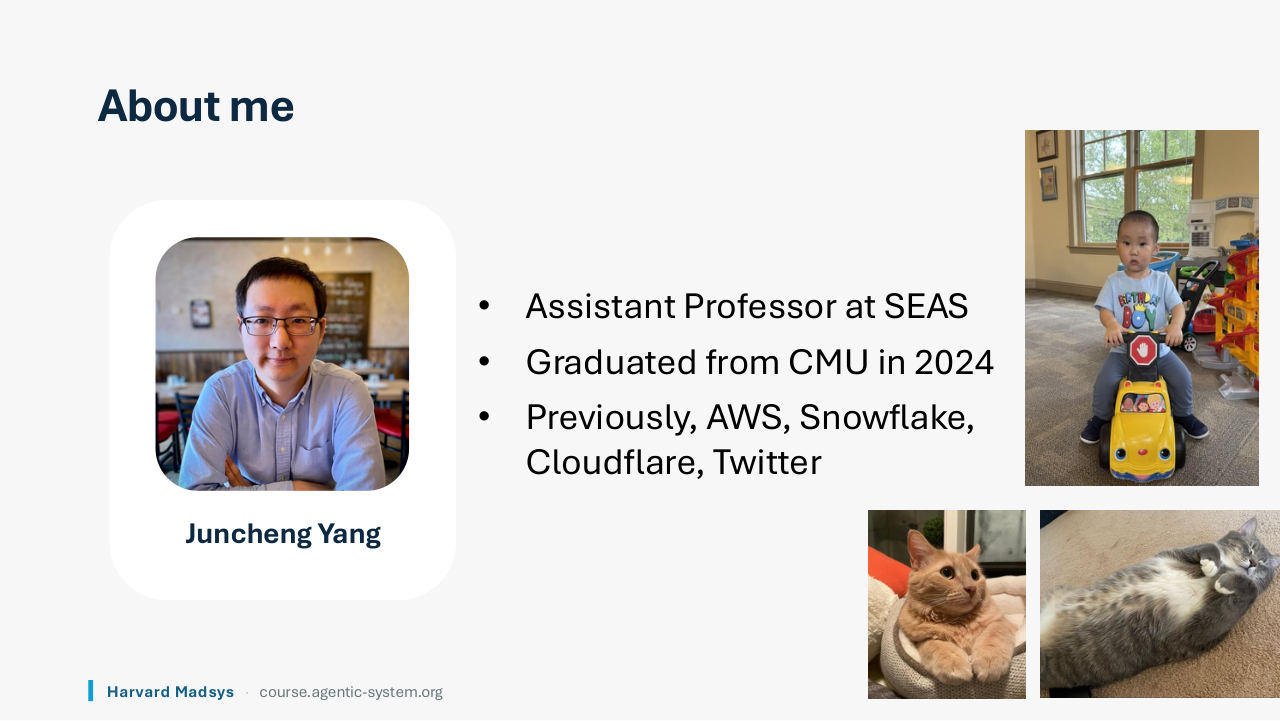 About me
Juncheng Yang
• Assistant Professor at SEAS
• Graduated from CMU in 2024
• Previously, AWS, Snowflake,
Cloudflare, Twitter
BIRTHDAY
BOY
Harvard Madsys · course.agentic-system.org